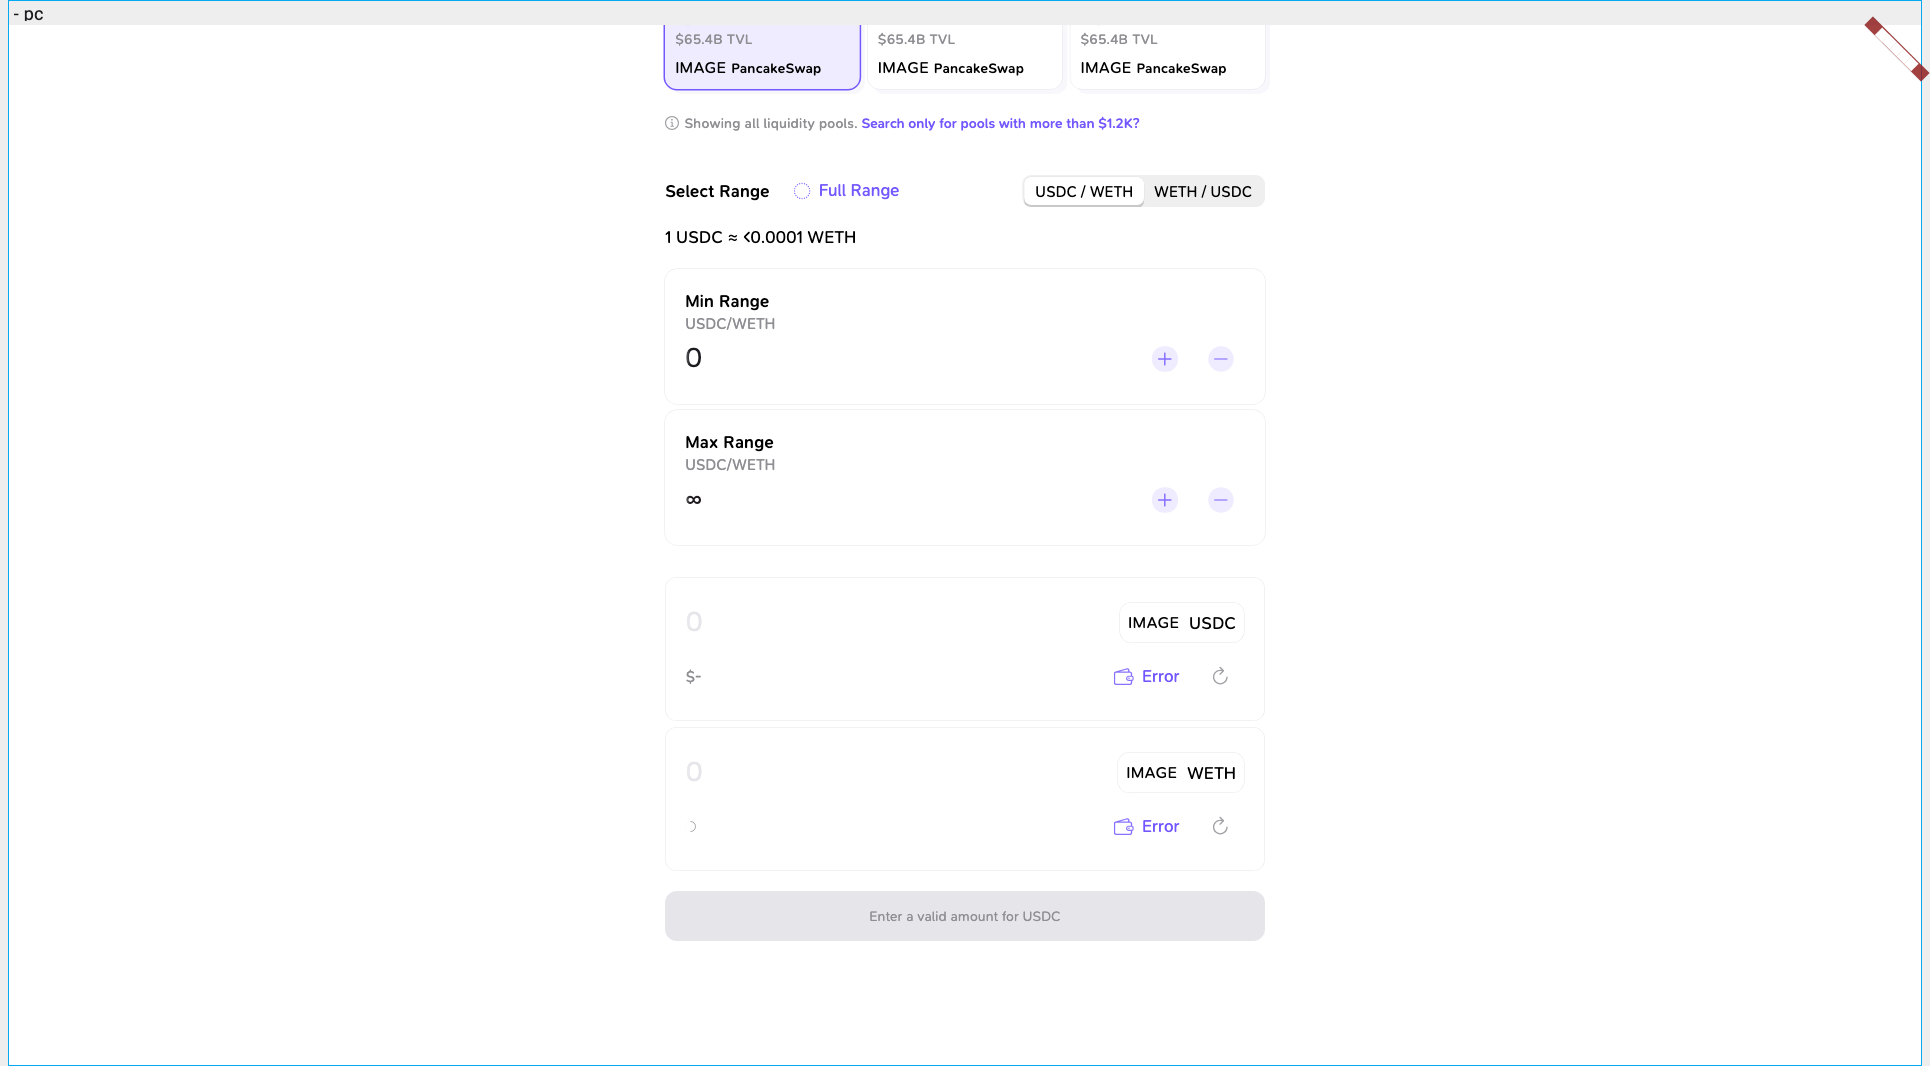 - pc
$65.4B TVL
IMAGE PancakeSwap
$65.4B TVL
IMAGE PancakeSwap
$65.4B TVL
IMAGE PancakeSwap
Showing all liquidity pools. Search only for pools with more than $1.2K?
Select Range
Full Range
USDC / WETH
WETH / USDC
1 USDC ≈ <0.0001 WETH
Min Range
USDC/WETH
0
Max Range
USDC/WETH
∞
0
IMAGE USDC
$-
Error
0
IMAGE WETH
Error
Enter a valid amount for USDC